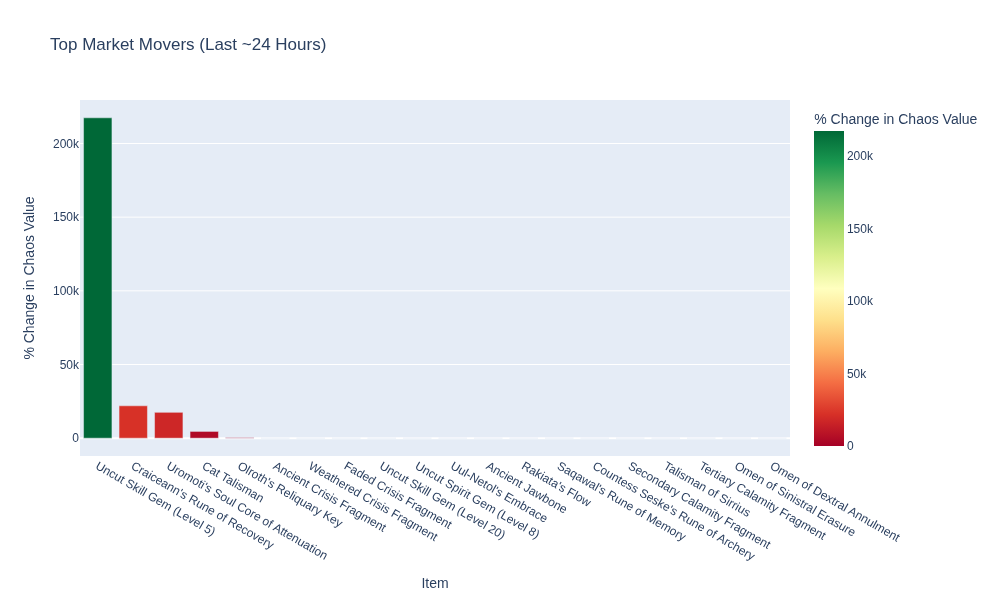 Top Market Movers (Last ~24 Hours)
% Change in Chaos Value
200k
150k
100k
50k
0
% Change in Chaos Value
200k
150k
100k
50k
0
Uncut Skill Gem (Level 5)
Craiceann's Rune of Recovery
Uromoti's Soul Core of Attenuation
Cat Talisman
Olroth's Reliquary Key
Ancient Crisis Fragment
Weathered Crisis Fragment
Faded Crisis Fragment
Uncut Skill Gem (Level 20)
Uncut Spirit Gem (Level 8)
Uul-Netol's Embrace
Ancient Jawbone
Rakiata's Flow
Saqawal's Rune of Memory
Countess Seske's Rune of Archery
Secondary Calamity Fragment
Talisman of Sirrius
Tertiary Calamity Fragment
Omen of Sinistral Erasure
Omen of Dextral Annulment
Item